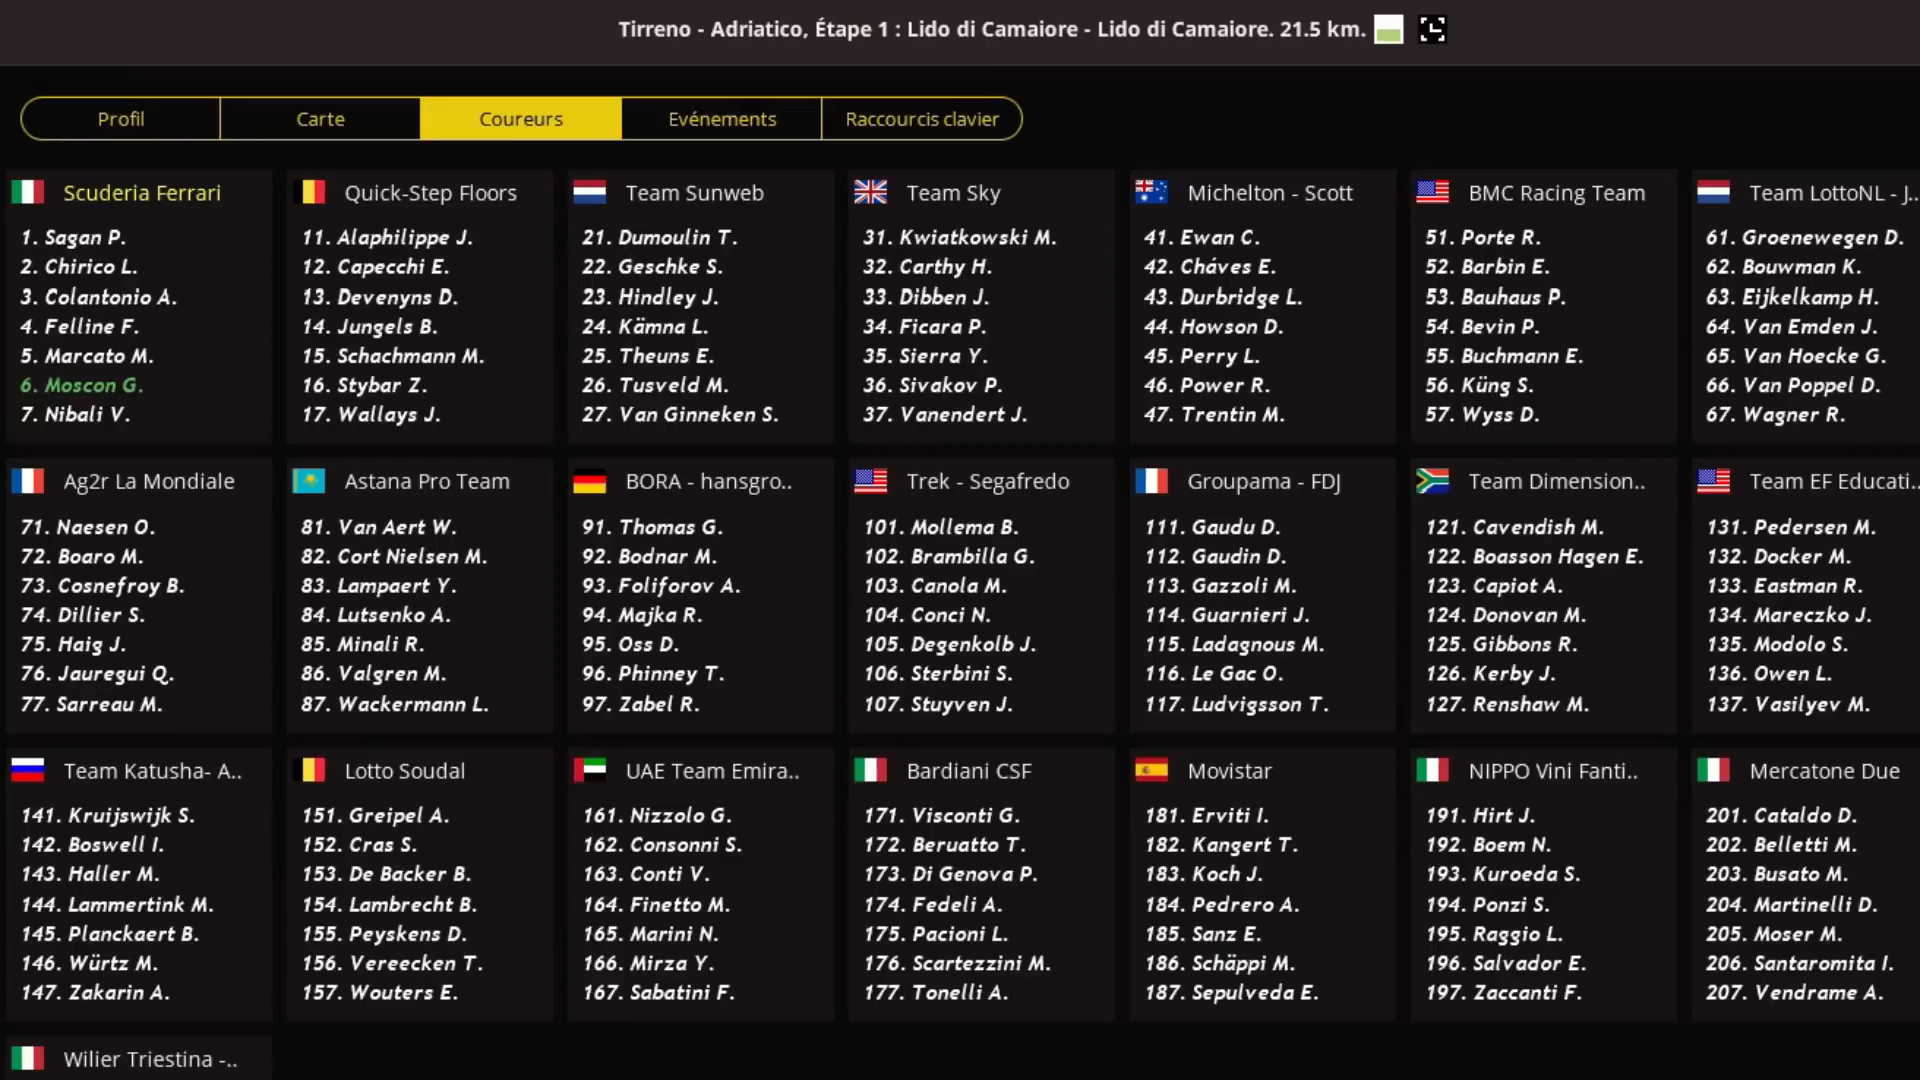 Tirreno - Adriatico, Étape 1 : Lido di Camaiore - Lido di Camaiore. 21.5 km.
Profil
Carte
Coureurs
Evénements
Raccourcis clavier
Scuderia Ferrari
1. Sagan P.
2. Chirico L.
3. Colantonio A.
4. Felline F.
5. Marcato M.
6. Moscon G.
7. Nibali V.
Quick-Step Floors
11. Alaphilippe J.
12. Capecchi E.
13. Devenyns D.
14. Jungels B.
15. Schachmann M.
16. Stybar Z.
17. Wallays J.
Team Sunweb
21. Dumoulin T.
22. Geschke S.
23. Hindley J.
24. Kämna L.
25. Theuns E.
26. Tusveld M.
27. Van Ginneken S.
Team Sky
31. Kwiatkowski M.
32. Carthy H.
33. Dibben J.
34. Ficara P.
35. Sierra Y.
36. Sivakov P.
37. Vanendert J.
Michelton - Scott
41. Ewan C.
42. Cháves E.
43. Durbridge L.
44. Howson D.
45. Perry L.
46. Power R.
47. Trentin M.
BMC Racing Team
51. Porte R.
52. Barbin E.
53. Bauhaus P.
54. Bevin P.
55. Buchmann E.
56. Küng S.
57. Wyss D.
Team LottoNL - J..
61. Groenewegen D.
62. Bouwman K.
63. Eijkelkamp H.
64. Van Emden J.
65. Van Hoecke G.
66. Van Poppel D.
67. Wagner R.
Ag2r La Mondiale
71. Naesen O.
72. Boaro M.
73. Cosnefroy B.
74. Dillier S.
75. Haig J.
76. Jauregui Q.
77. Sarreau M.
Astana Pro Team
81. Van Aert W.
82. Cort Nielsen M.
83. Lampaert Y.
84. Lutsenko A.
85. Minali R.
86. Valgren M.
87. Wackermann L.
BORA - hansgro..
91. Thomas G.
92. Bodnar M.
93. Foliforov A.
94. Majka R.
95. Oss D.
96. Phinney T.
97. Zabel R.
Trek - Segafredo
101. Mollema B.
102. Brambilla G.
103. Canola M.
104. Conci N.
105. Degenkolb J.
106. Sterbini S.
107. Stuyven J.
Groupama - FDJ
111. Gaudu D.
112. Gaudin D.
113. Gazzoli M.
114. Guarnieri J.
115. Ladagnous M.
116. Le Gac O.
117. Ludvigsson T.
Team Dimension..
121. Cavendish M.
122. Boasson Hagen E.
123. Capiot A.
124. Donovan M.
125. Gibbons R.
126. Kerby J.
127. Renshaw M.
Team EF Educati..
131. Pedersen M.
132. Docker M.
133. Eastman R.
134. Mareczko J.
135. Modolo S.
136. Owen L.
137. Vasilyev M.
Team Katusha- A..
141. Kruijswijk S.
142. Boswell I.
143. Haller M.
144. Lammertink M.
145. Planckaert B.
146. Würtz M.
147. Zakarin A.
Lotto Soudal
151. Greipel A.
152. Cras S.
153. De Backer B.
154. Lambrecht B.
155. Peyskens D.
156. Vereecken T.
157. Wouters E.
UAE Team Emira..
161. Nizzolo G.
162. Consonni S.
163. Conti V.
164. Finetto M.
165. Marini N.
166. Mirza Y.
167. Sabatini F.
Bardiani CSF
171. Visconti G.
172. Beruatto T.
173. Di Genova P.
174. Fedeli A.
175. Pacioni L.
176. Scartezzini M.
177. Tonelli A.
Movistar
181. Erviti I.
182. Kangert T.
183. Koch J.
184. Pedrero A.
185. Sanz E.
186. Schäppi M.
187. Sepulveda E.
NIPPO Vini Fanti..
191. Hirt J.
192. Boem N.
193. Kuroeda S.
194. Ponzi S.
195. Raggio L.
196. Salvador E.
197. Zaccanti F.
Mercatone Due
201. Cataldo D.
202. Belletti M.
203. Busato M.
204. Martinelli D.
205. Moser M.
206. Santaromita I.
207. Vendrame A.
Wilier Triestina -..